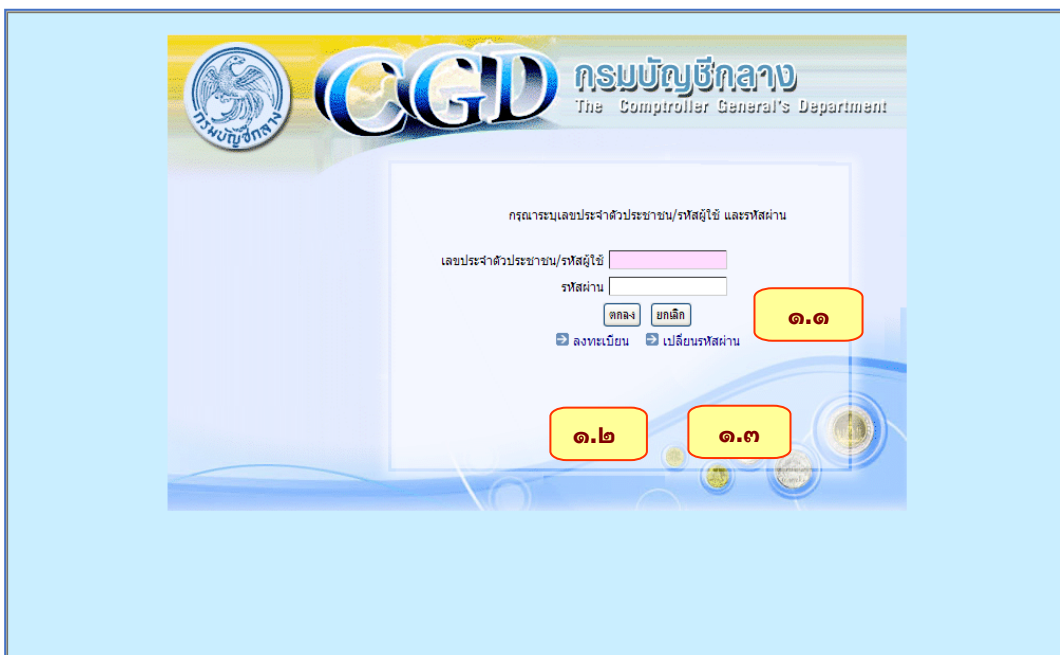 กรมบัญชีกลาง
CGD กรมบัญชีกลาง
The Comptroller General's Department
กรุณาระบุเลขประจำตัวประชาชน/รหัสผู้ใช้ และรหัสผ่าน
เลขประจำตัวประชาชน/รหัสผู้ใช้
รหัสผ่าน
ตกลง ยกเลิก
๑.๑
ลงทะเบียน เปลี่ยนรหัสผ่าน
๑.๒ ๑.๓